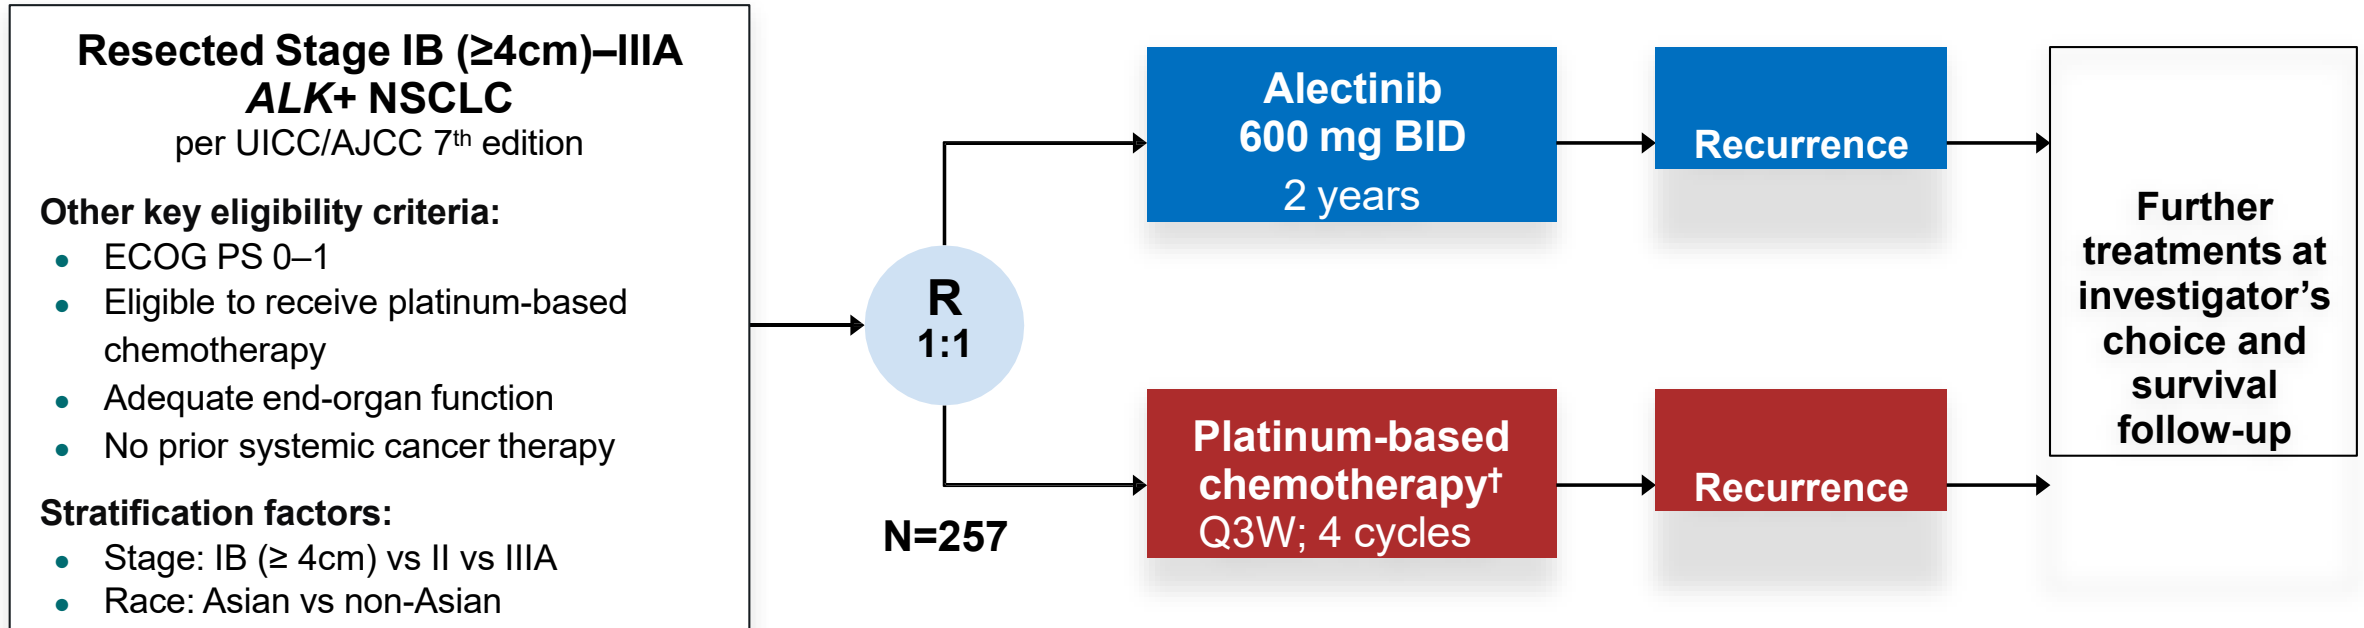 Resected Stage IB (≥4cm)–IIIA
ALK+ NSCLC
per UICC/AJCC 7th edition
Other key eligibility criteria:
• ECOG PS 0–1
• Eligible to receive platinum-based
chemotherapy
• Adequate end-organ function
• No prior systemic cancer therapy
Stratification factors:
• Stage: IB (≥ 4cm) vs II vs IIIA
• Race: Asian vs non-Asian
R
1:1
N=257
Alectinib
600 mg BID
2 years
Recurrence
Platinum-based
chemotherapy†
Q3W; 4 cycles
Recurrence
Further
treatments at
investigator’s
choice and
survival
follow-up